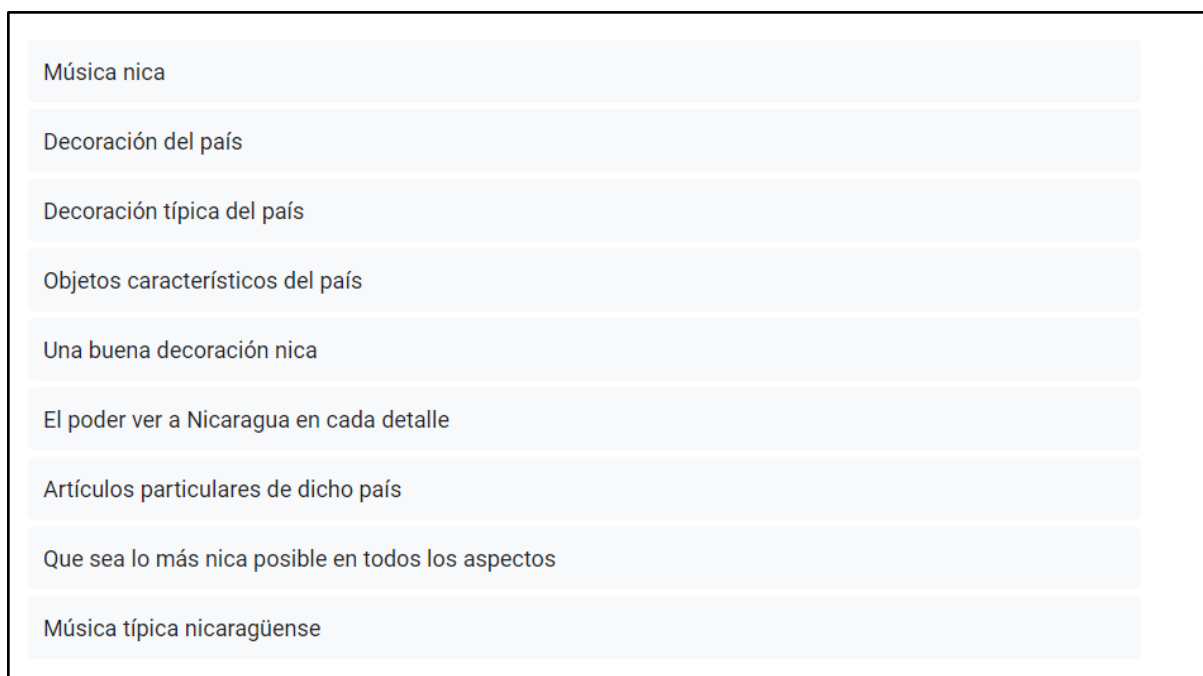 Música nica
Decoración del país
Decoración típica del país
Objetos característicos del país
Una buena decoración nica
El poder ver a Nicaragua en cada detalle
Artículos particulares de dicho país
Que sea lo más nica posible en todos los aspectos
Música típica nicaragüense